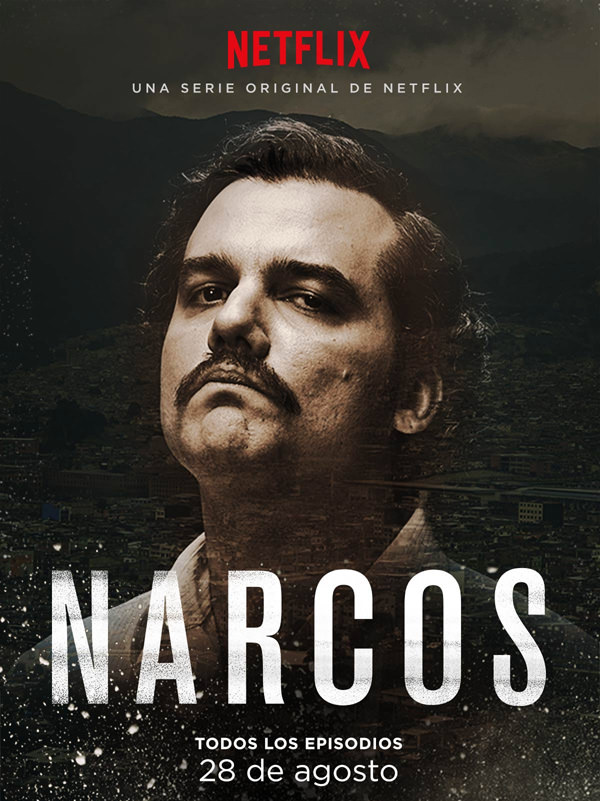 NETFLIX
UNA SERIE ORIGINAL DE NETFLIX
NARCOS
TODOS LOS EPISODIOS
28 de agosto